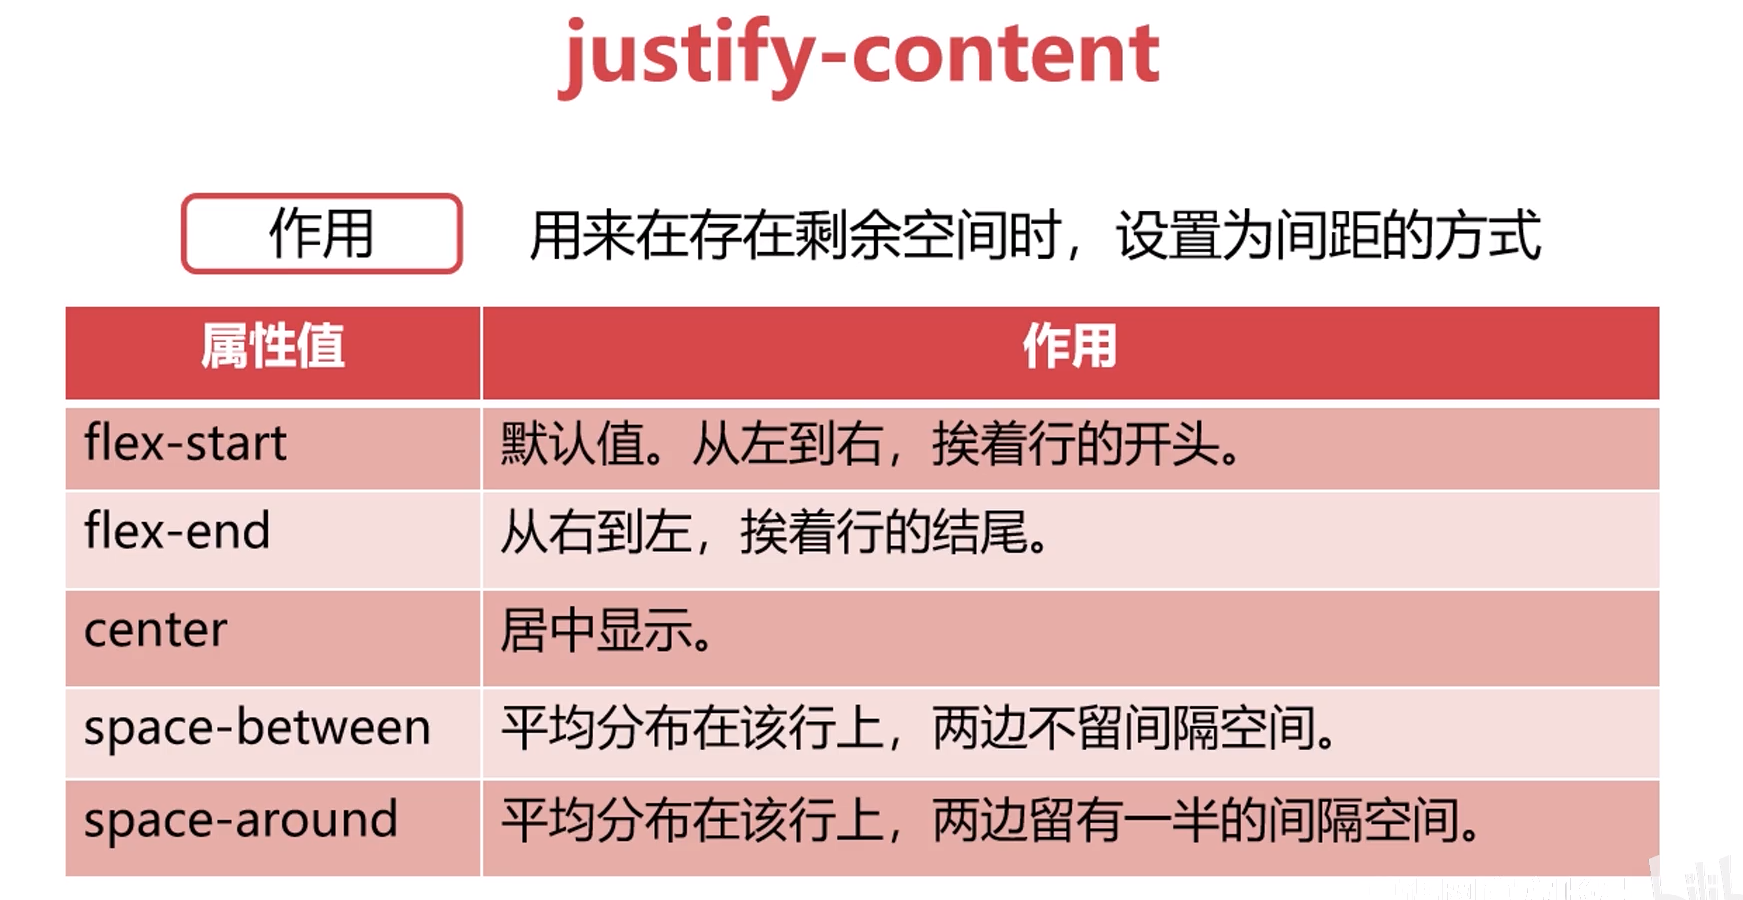 justify-content
作用
用来在存在剩余空间时，设置为间距的方式
属性值 作用
flex-start 默认值。从左到右，挨着行的开头。
flex-end 从右到左，挨着行的结尾。
center 居中显示。
space-between 平均分布在该行上，两边不留间隔空间。
space-around 平均分布在该行上，两边留有一半的间隔空间。